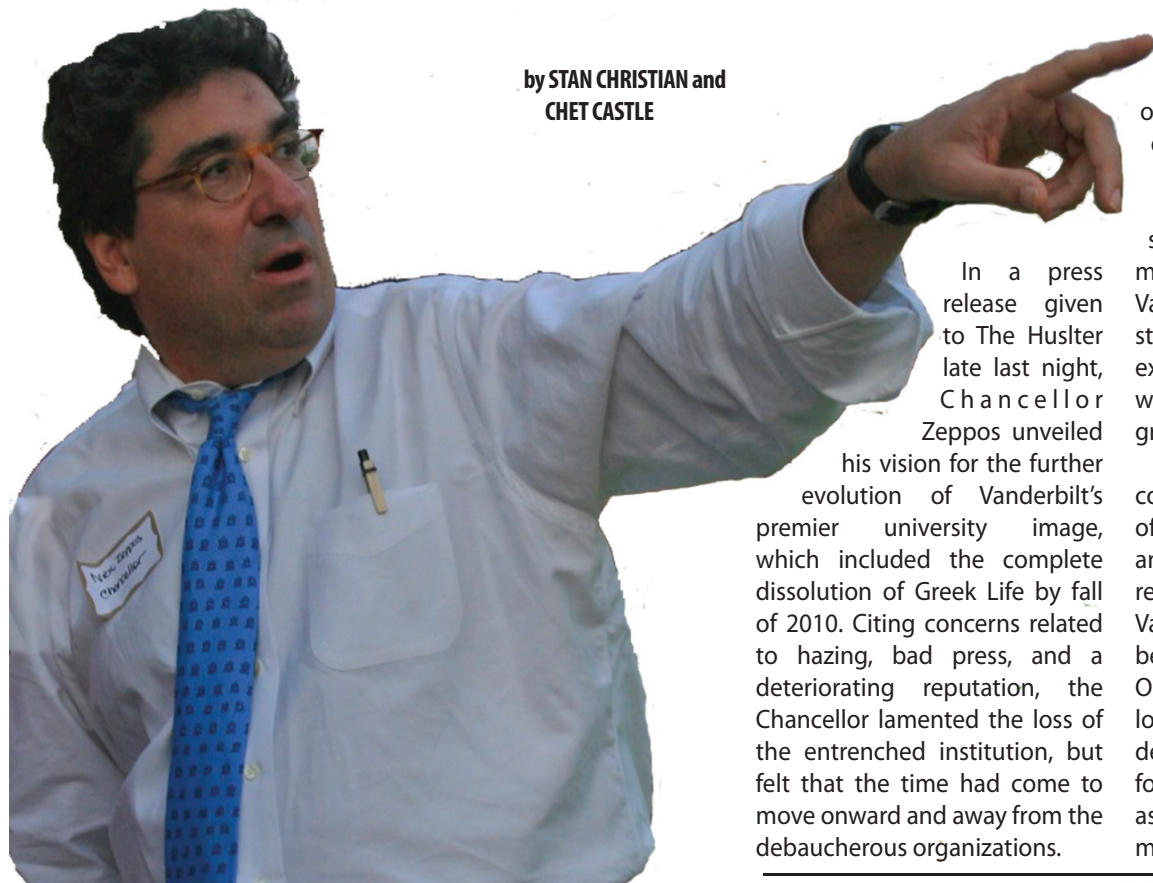 by STAN CHRISTIAN and
CHET CASTLE
Nick Zeppos
Chancellor
In a press
release given
to The Huslter
late last night,
Chancellor
Zeppos unveiled
his vision for the further
evolution of Vanderbilt's
premier university image,
which included the complete
dissolution of Greek Life by fall
of 2010. Citing concerns related
to hazing, bad press, and a
deteriorating reputation, the
Chancellor lamented the loss of
the entrenched institution, but
felt that the time had come to
move onward and away from the
debaucherous organizations.